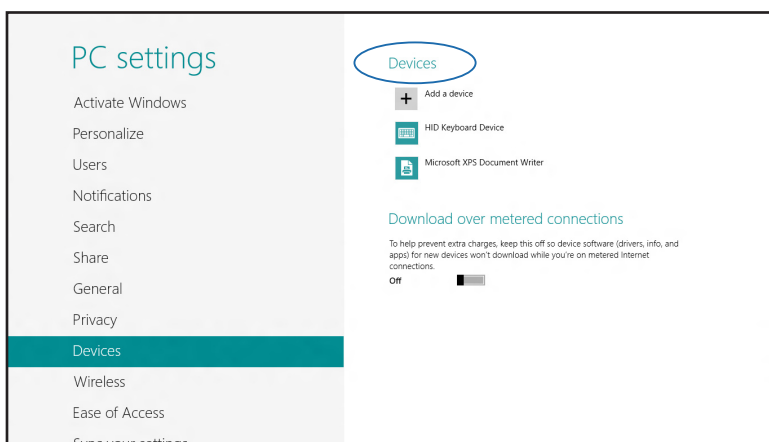 PC settings
Activate Windows
Personalize
Users
Notifications
Search
Share
General
Privacy
Devices
Wireless
Ease of Access
Sync your settings
Devices
Add a device
HID Keyboard Device
Microsoft XPS Document Writer
Download over metered connections
To help prevent extra charges, keep this off so device software (drivers, info, and
apps) for new devices won't download while you're on metered Internet
connections.
Off